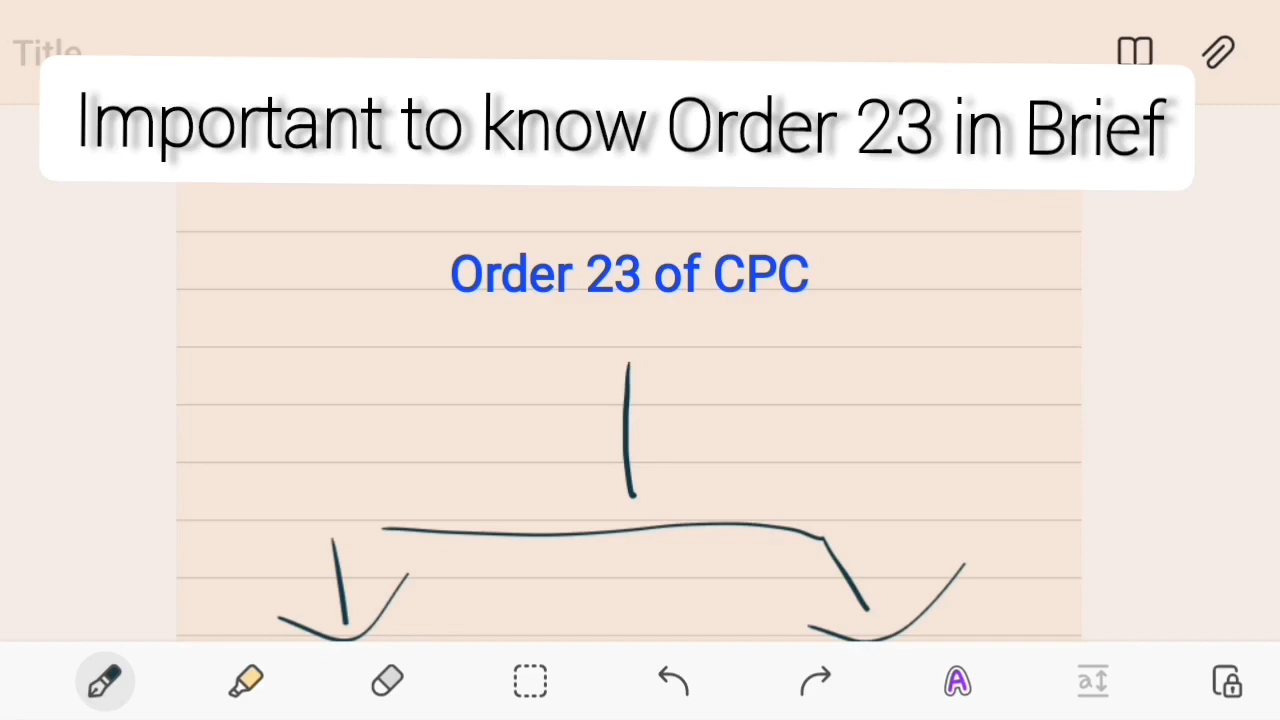 Title
Important to know Order 23 in Brief
Order 23 of CPC
A
a